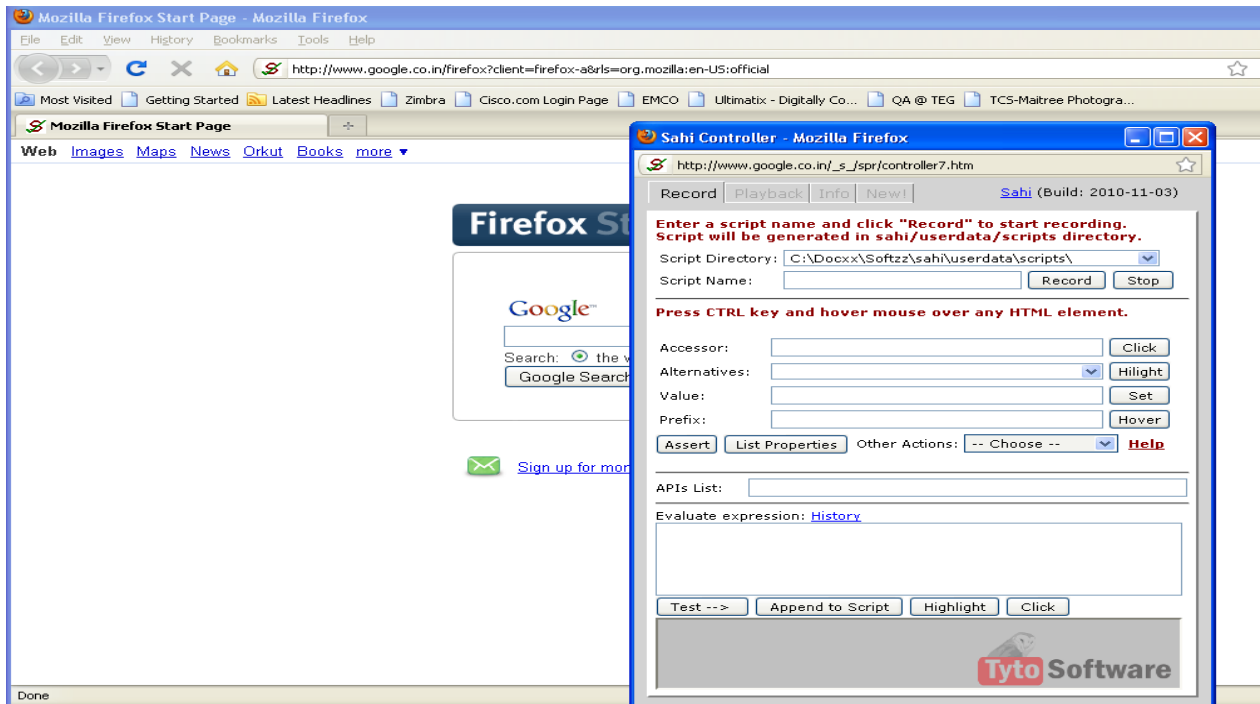 Mozilla Firefox Start Page - Mozilla Firefox
File Edit View History Bookmarks Tools Help
http://www.google.co.in/firefox?client=firefox-a&rls=org.mozilla:en-US:official
Most Visited Getting Started Latest Headlines Zimbra Cisco.com Login Page EMCO Ultimatix - Digitally Co... QA @ TEG TCS-Maitree Photogra...
Mozilla Firefox Start Page
Web Images Maps News Orkut Books more ▼
Firefox St
Google™
Search: the
Google Search
Sign up for mor
Done
Sahi Controller - Mozilla Firefox
http://www.google.co.in/_s_/spr/controller7.htm
Record Playback Info New! Sahi (Build: 2010-11-03)
Enter a script name and click "Record" to start recording.
Script will be generated in sahi/userdata/scripts directory.
Script Directory: C:\Docxx\Softzz\sahi\userdata\scripts\
Script Name: Record Stop
Press CTRL key and hover mouse over any HTML element.
Accessor: Click
Alternatives: Hilight
Value: Set
Prefix: Hover
Assert List Properties Other Actions: -- Choose -- Help
APIs List:
Evaluate expression: History
Test --> Append to Script Highlight Click
Tyto Software